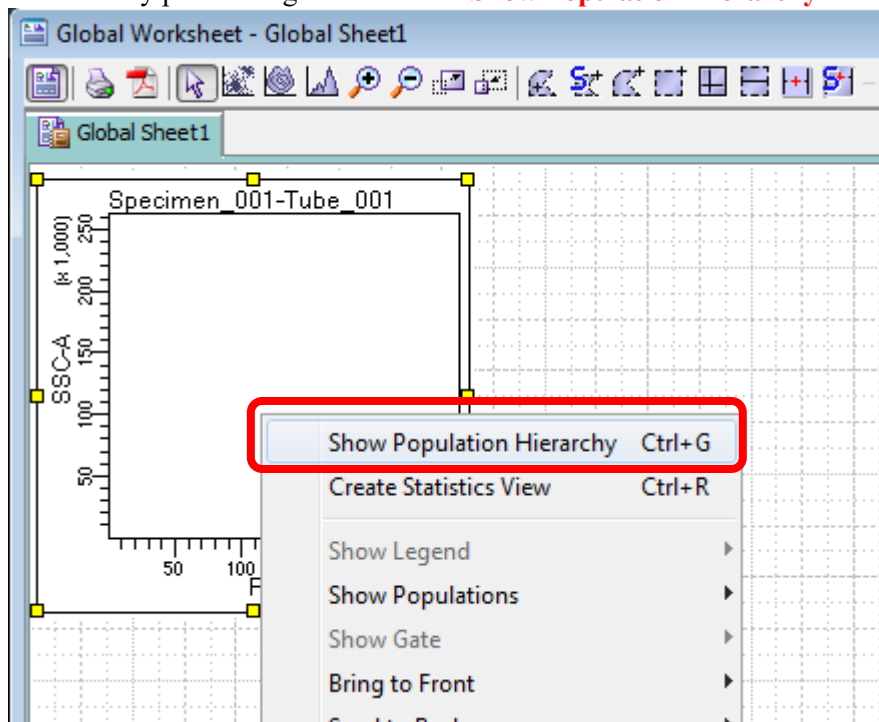 Global Worksheet - Global Sheet1
Global Sheet1
Specimen_001-Tube_001
(x 1,000)
250
200
150
100
50
SSC-A
50 100
F
Show Population Hierarchy Ctrl+G
Create Statistics View Ctrl+R
Show Legend
Show Populations
Show Gate
Bring to Front